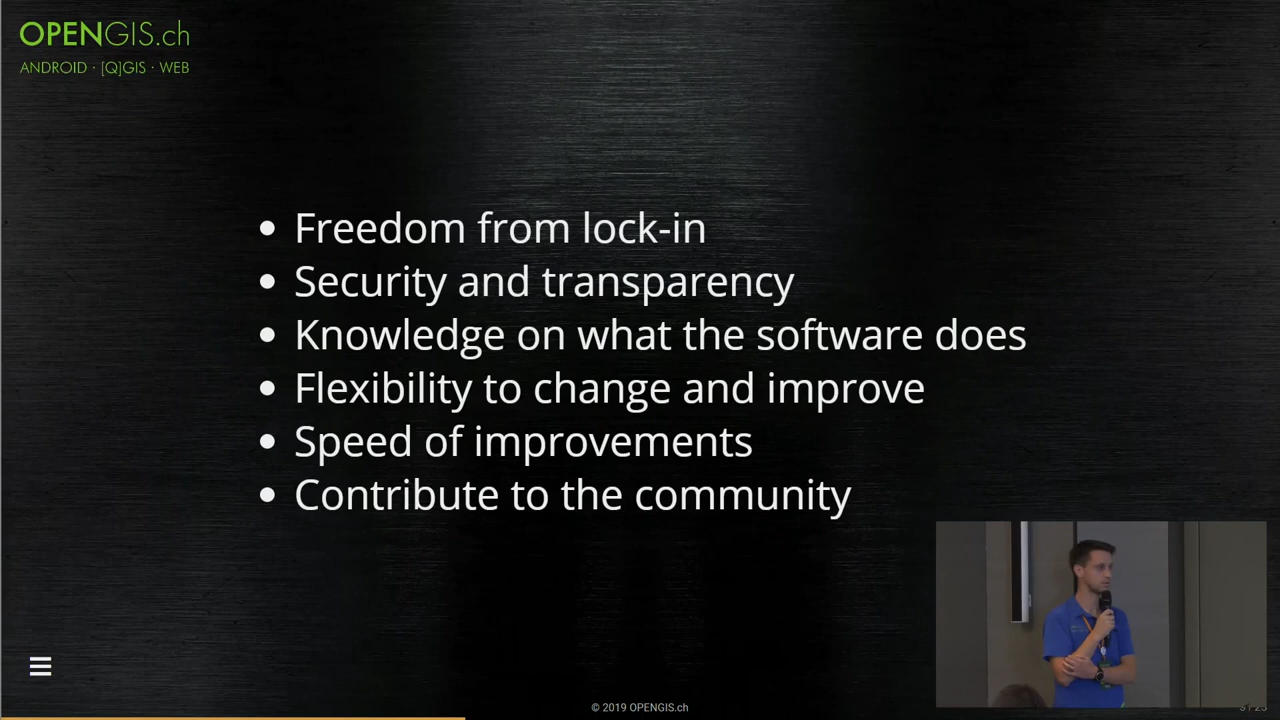 OPENGIS.ch
ANDROID · [Q]GIS · WEB
Freedom from lock-in
Security and transparency
Knowledge on what the software does
Flexibility to change and improve
Speed of improvements
Contribute to the community
© 2019 OPENGIS.ch